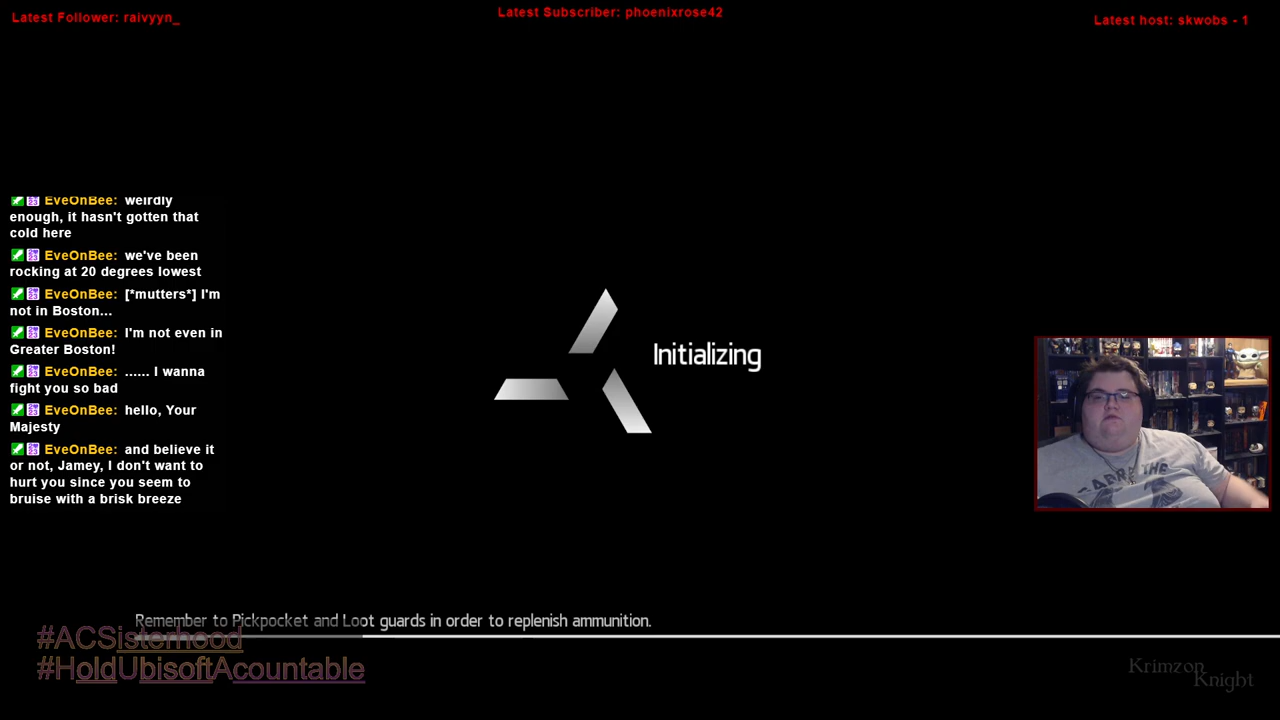 Latest Follower: raivyyn_
Latest Subscriber: phoenixrose42
Latest host: skwobs - 1
EveOnBee: weirdly
enough, it hasn't gotten that
cold here
EveOnBee: we've been
rocking at 20 degrees lowest
EveOnBee: [*mutters*] I'm
not in Boston...
EveOnBee: I'm not even in
Greater Boston!
EveOnBee: ...... I wanna
fight you so bad
EveOnBee: hello, Your
Majesty
EveOnBee: and believe it
or not, Jamey, I don't want to
hurt you since you seem to
bruise with a brisk breeze
Initializing
Remember to Pickpocket and Loot guards in order to replenish ammunition.
#ACSisterhood
#HoldUbisoftAcountable
Krimzon
Knight